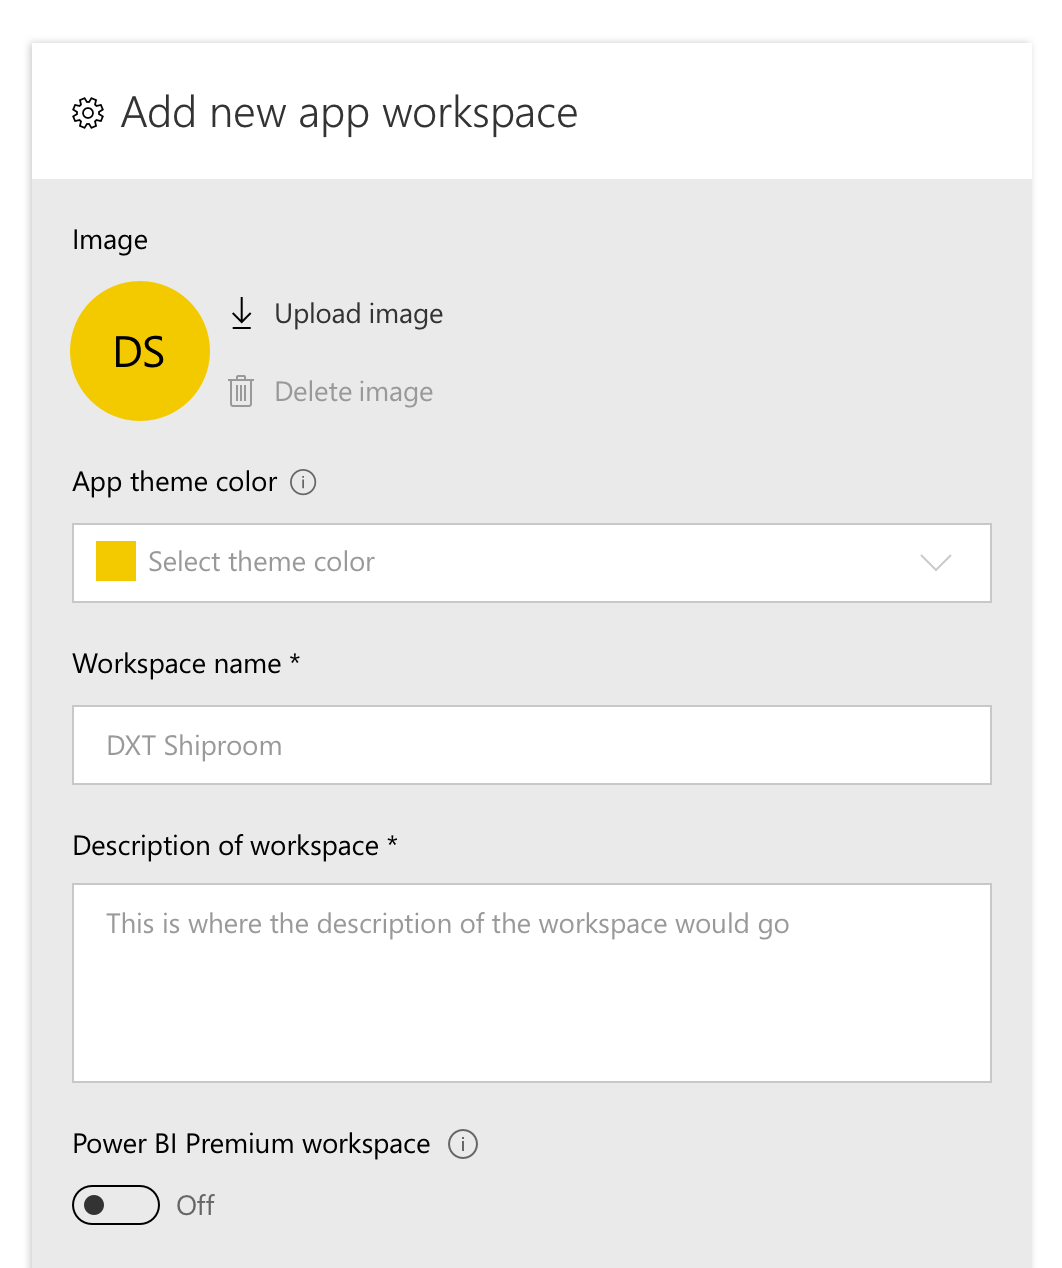 Add new app workspace
Image
DS
Upload image
Delete image
App theme color
Select theme color
Workspace name *
DXT Shiproom
Description of workspace *
This is where the description of the workspace would go
Power BI Premium workspace
Off